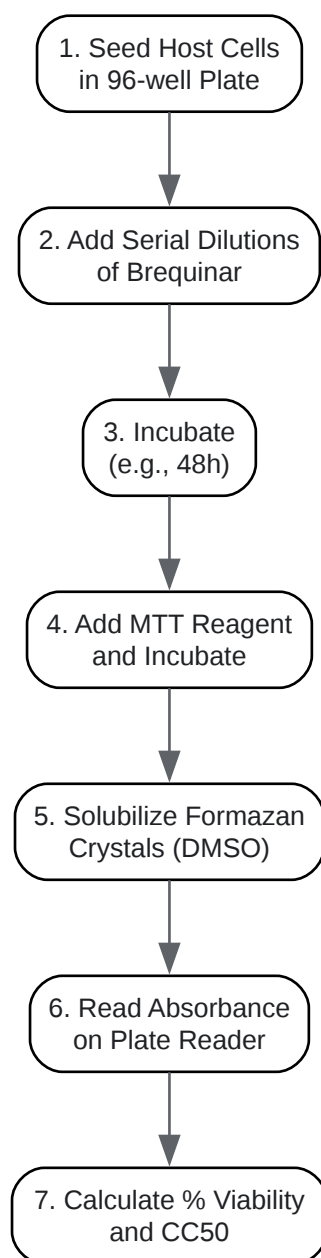 1. Seed Host Cells
in 96-well Plate
2. Add Serial Dilutions
of Brequinar
3. Incubate
(e.g., 48h)
4. Add MTT Reagent
and Incubate
5. Solubilize Formazan
Crystals (DMSO)
6. Read Absorbance
on Plate Reader
7. Calculate % Viability
and CC50